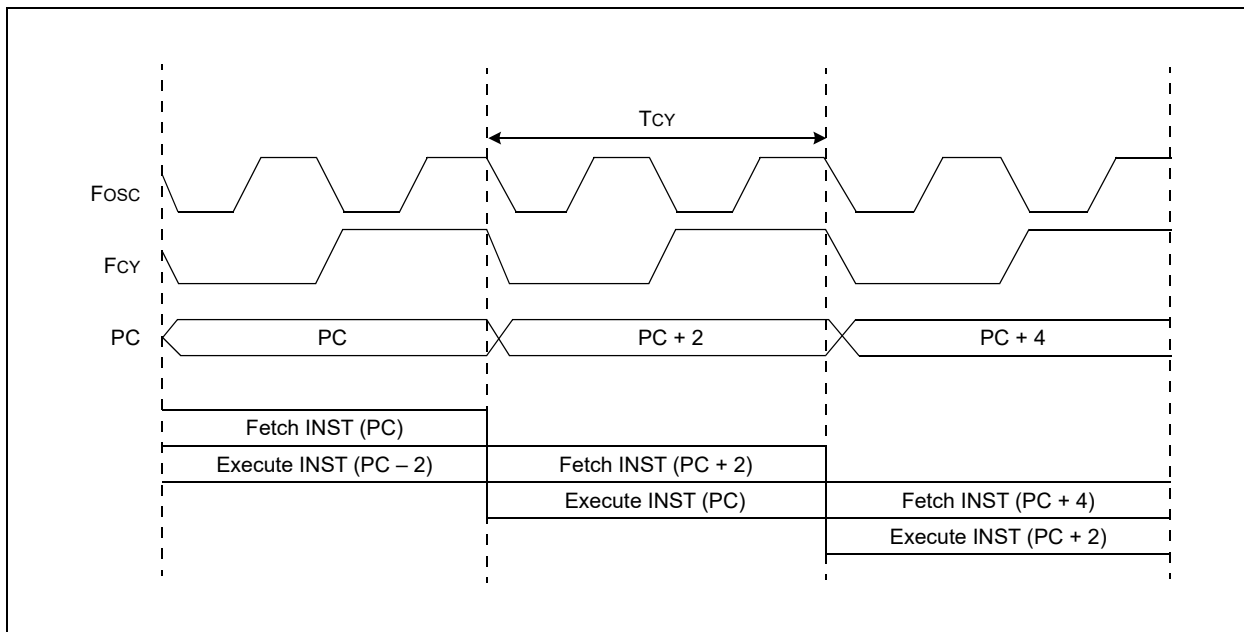 TCY
FOSC
FCY
PC PC PC + 2 PC + 4
Fetch INST (PC)
Execute INST (PC – 2) Fetch INST (PC + 2)
Execute INST (PC) Fetch INST (PC + 4)
Execute INST (PC + 2)